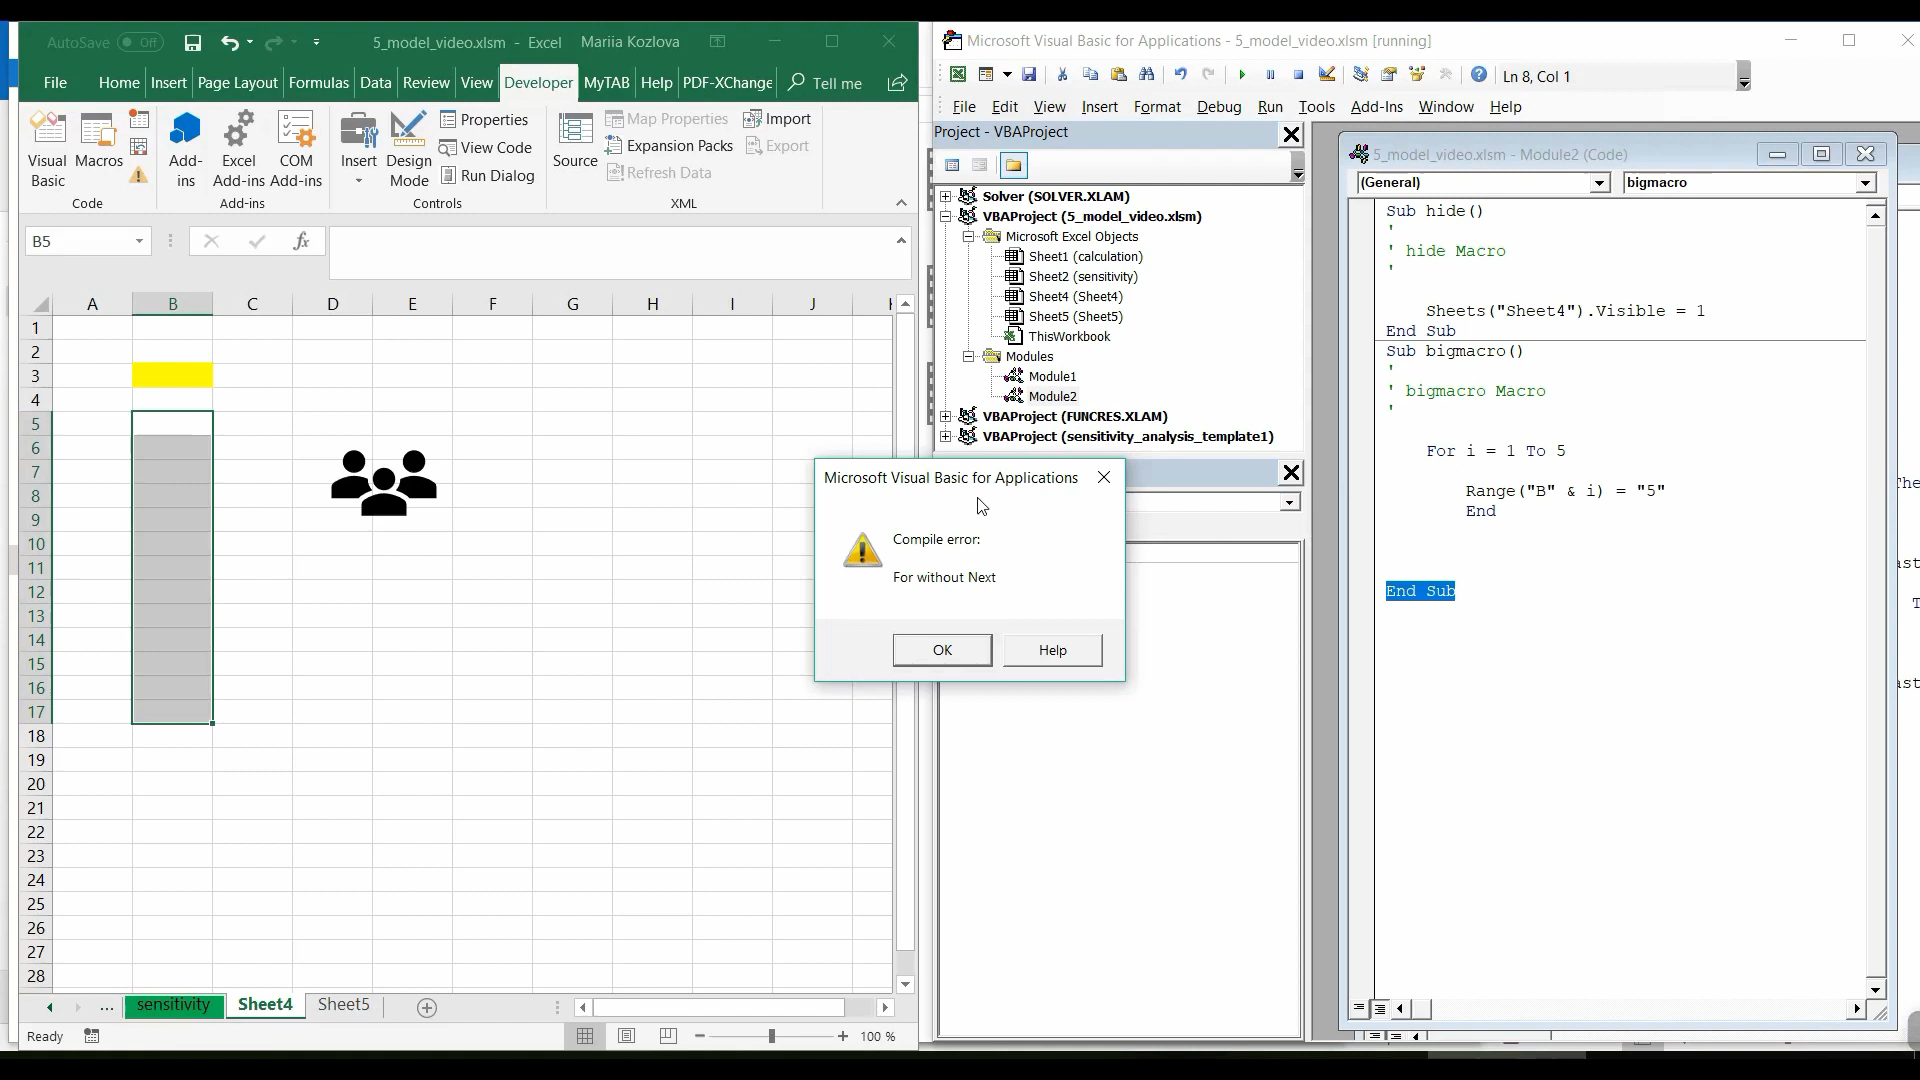 AutoSave Off
5_model_video.xlsm - Excel Mariia Kozlova
File Home Insert Page Layout Formulas Data Review View Developer MyTAB Help PDF-XChange Tell me
Visual Basic
Macros
Add-ins
Excel Add-ins
COM Add-ins
Insert
Design Mode
Properties
View Code
Run Dialog
Source
Map Properties
Expansion Packs
Refresh Data
Import
Export
Code Add-ins Controls XML
B5 fx
A B C D E F G H I J
1
2
3
4
5
6
7
8
9
10
11
12
13
14
15
16
17
18
19
20
21
22
23
24
25
26
27
28
... sensitivity Sheet4 Sheet5
Ready 100 %
Microsoft Visual Basic for Applications - 5_model_video.xlsm [running]
Ln 8, Col 1
File Edit View Insert Format Debug Run Tools Add-Ins Window Help
Project - VBAProject
Solver (SOLVER.XLAM)
VBAProject (5_model_video.xlsm)
Microsoft Excel Objects
Sheet1 (calculation)
Sheet2 (sensitivity)
Sheet4 (Sheet4)
Sheet5 (Sheet5)
ThisWorkbook
Modules
Module1
Module2
VBAProject (FUNCRES.XLAM)
VBAProject (sensitivity_analysis_template1)
Microsoft Visual Basic for Applications
Compile error:
For without Next
OK Help
5_model_video.xlsm - Module2 (Code)
(General) bigmacro
Sub hide()
'
' hide Macro
'
Sheets("Sheet4").Visible = 1
End Sub
Sub bigmacro()
'
' bigmacro Macro
'
For i = 1 To 5
Range("B" & i) = "5"
End
End Sub